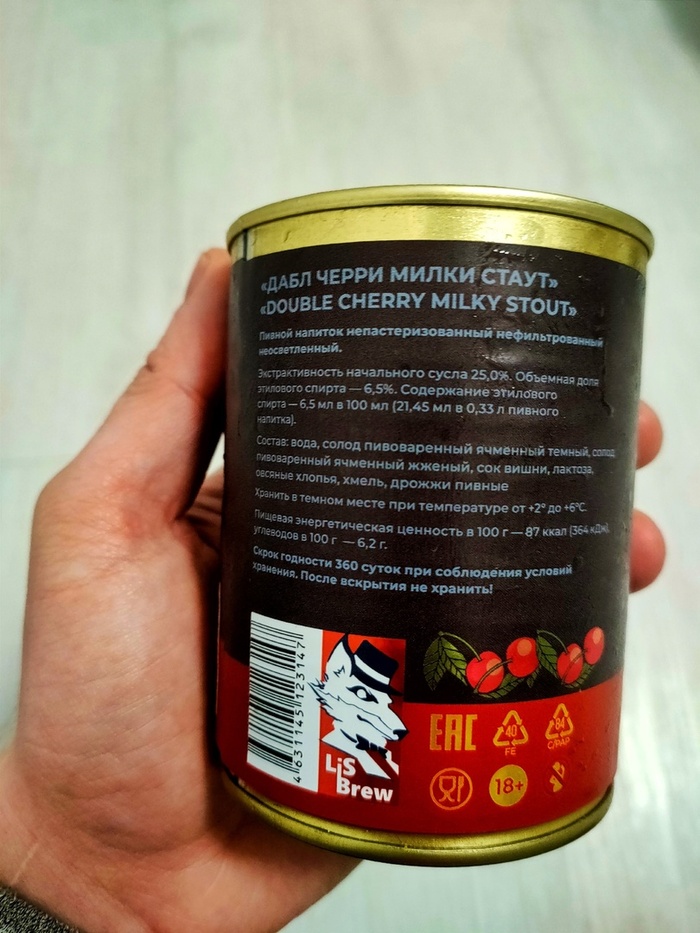 «ДАБЛ ЧЕРРИ МИЛКИ СТАУТ»
«DOUBLE CHERRY MILKY STOUT»
Пивной напиток непастеризованный нефильтрованный
неосветленный.
Экстрактивность начального сусла 25,0%. Объемная доля
этилового спирта — 6,5%. Содержание этилового
спирта — 6,5 мл в 100 мл (21,45 мл в 0,33 л пивного
напитка).
Состав: вода, солод пивоваренный ячменный темный, солод
пивоваренный ячменный жженый, сок вишни, лактоза,
овсяные хлопья, хмель, дрожжи пивные
Хранить в темном месте при температуре от +2° до +6°С.
Пищевая энергетическая ценность в 100 г — 87 ккал (364 кДж),
углеводов в 100 г — 6,2 г.
Скрок годности 360 суток при соблюдения условий
хранения. После вскрытия не хранить!
4631145123147
LiS
Brew
EAC
40
FE
84
C/PAP
18+